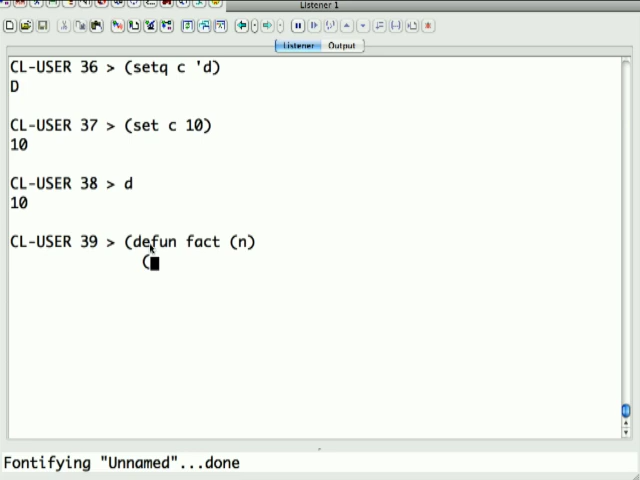 Listener 1
Listener Output
CL-USER 36 > (setq c 'd)
D
CL-USER 37 > (set c 10)
10
CL-USER 38 > d
10
CL-USER 39 > (defun fact (n)
(
Fontifying "Unnamed"...done